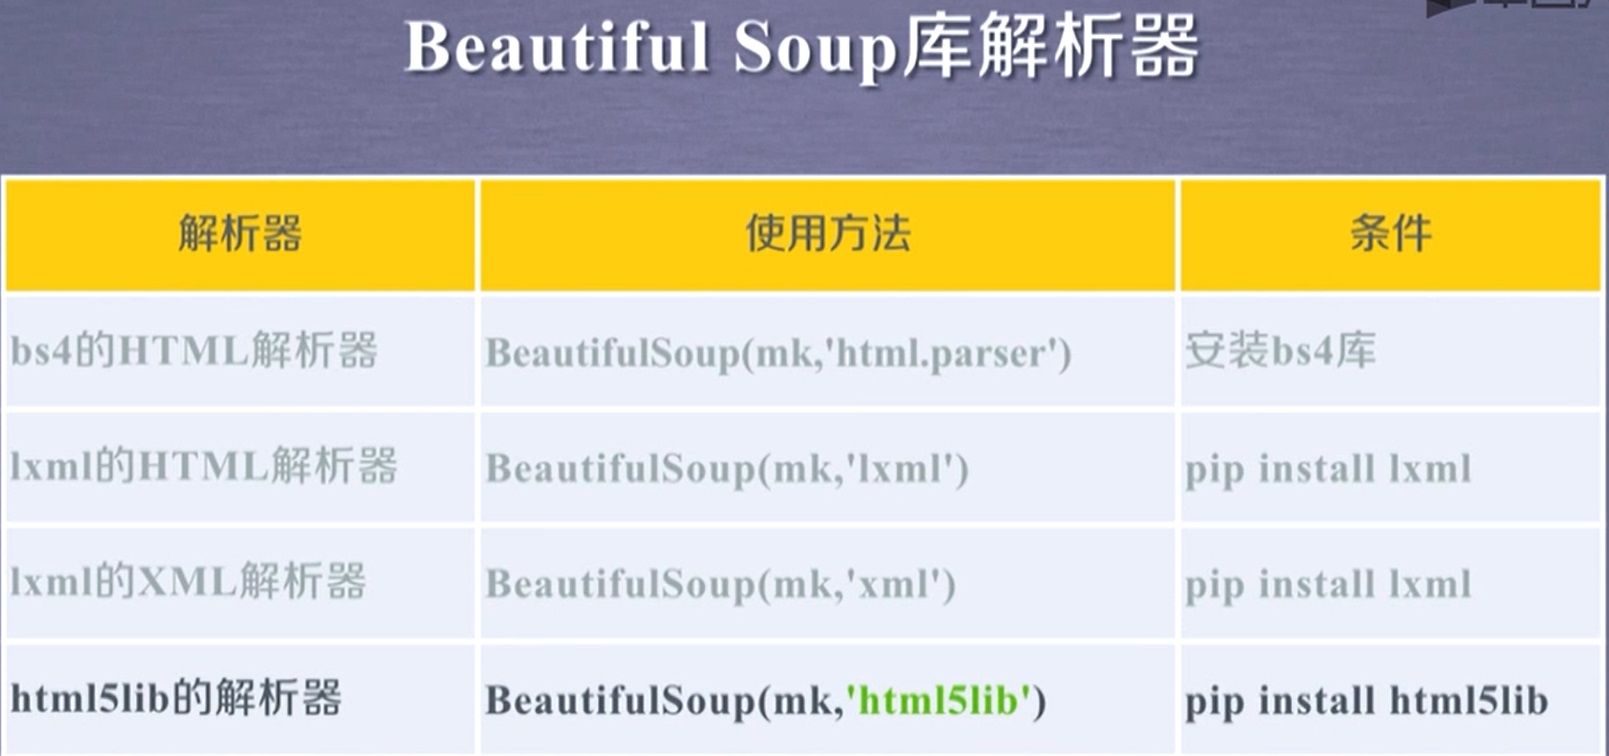 Beautiful Soup库解析器
解析器 使用方法 条件
bs4的HTML解析器 BeautifulSoup(mk,'html.parser') 安装bs4库
lxml的HTML解析器 BeautifulSoup(mk,'lxml') pip install lxml
lxml的XML解析器 BeautifulSoup(mk,'xml') pip install lxml
html5lib的解析器 BeautifulSoup(mk,'html5lib') pip install html5lib